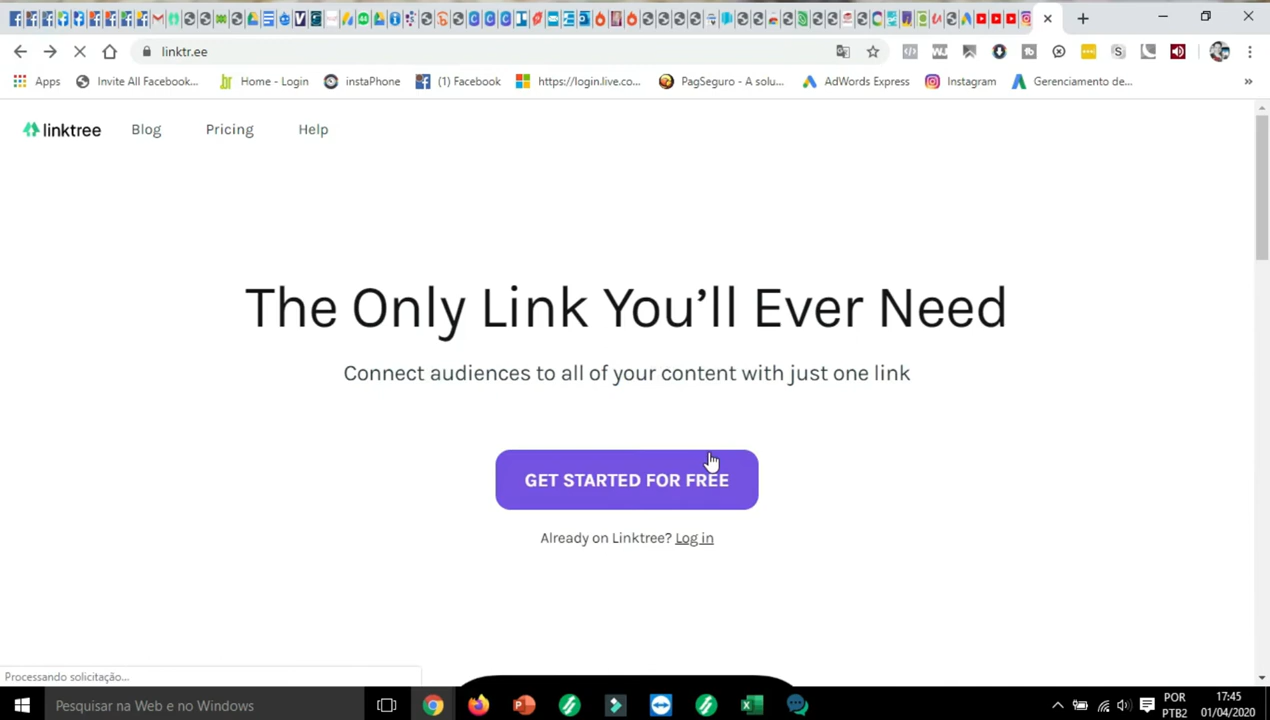 linktr.ee
Apps
Invite All Facebook...
Home - Login
instaPhone
(1) Facebook
https://login.live.co...
PagSeguro - A solu...
AdWords Express
Instagram
Gerenciamento de...
»
linktree
Blog
Pricing
Help
The Only Link You’ll Ever Need
Connect audiences to all of your content with just one link
GET STARTED FOR FREE
Already on Linktree? Log in
Processando solicitação...
Pesquisar na Web e no Windows
POR
PTB2
17:45
01/04/2020